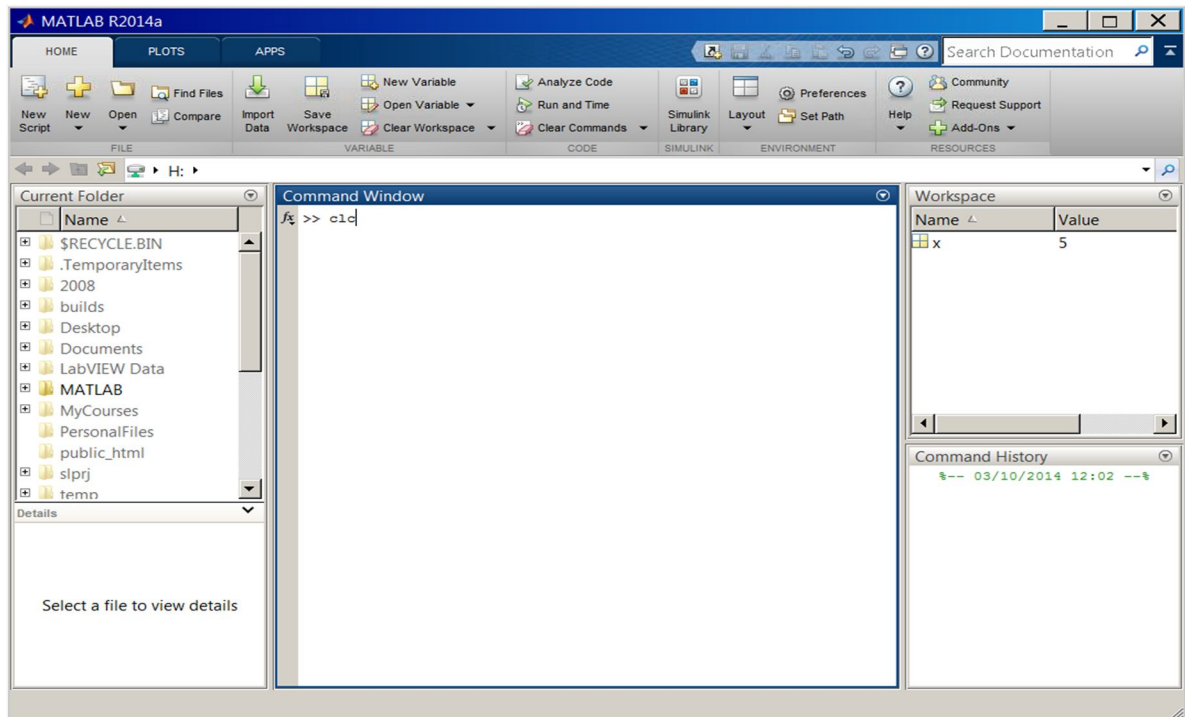 MATLAB R2014a
HOME PLOTS APPS Search Documentation
New Script New Open Find Files Compare Import Data Save Workspace New Variable Open Variable Clear Workspace Analyze Code Run and Time Clear Commands Simulink Library Layout Preferences Set Path Help Community Request Support Add-Ons
FILE VARIABLE CODE SIMULINK ENVIRONMENT RESOURCES
H:
Current Folder
Name
$RECYCLE.BIN
.TemporaryItems
2008
builds
Desktop
Documents
LabVIEW Data
MATLAB
MyCourses
PersonalFiles
public_html
slprj
temp
Details
Select a file to view details
Command Window
fx >> clc
Workspace
Name Value
x 5
Command History
%-- 03/10/2014 12:02 --%